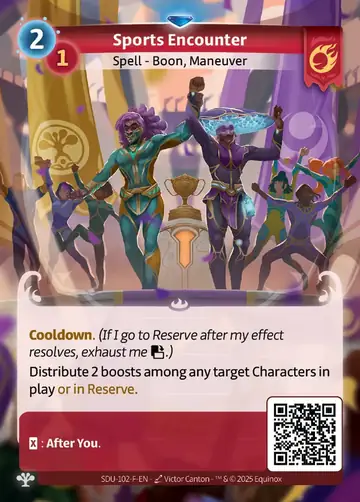 2
1
Sports Encounter
Spell - Boon, Maneuver
Cooldown. (If I go to Reserve after my effect
resolves, exhaust me .)
Distribute 2 boosts among any target Characters in
play or in Reserve.
X : After You.
SDU-102-F-EN - Victor Canton - ™ & © 2025 Equinox